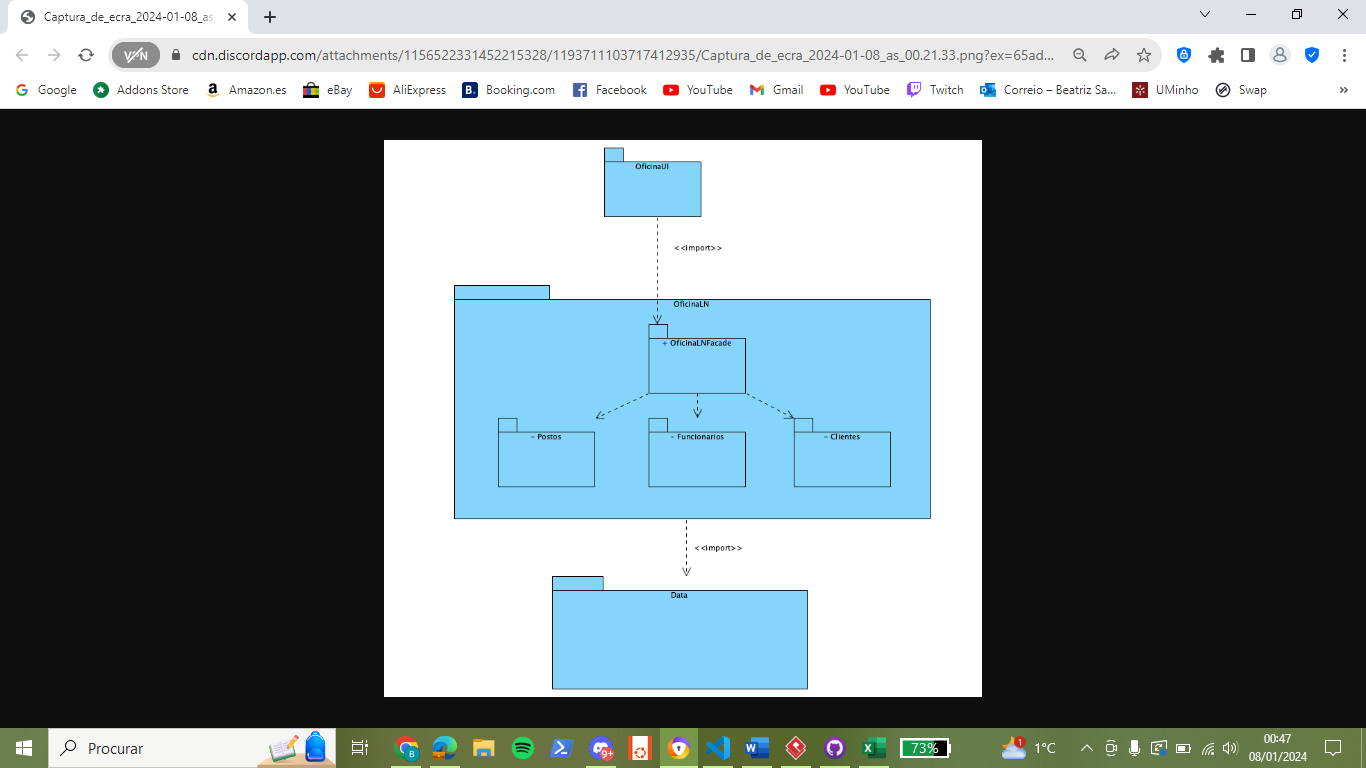 Captura_de_ecra_2024-01-08_as
cdn.discordapp.com/attachments/1156522331452215328/1193711103717412935/Captura_de_ecra_2024-01-08_as_00.21.33.png?ex=65ad...
Google Addons Store Amazon.es eBay AliExpress Booking.com Facebook YouTube Gmail YouTube Twitch Correio – Beatriz Sa... UMinho Swap »
OficinaUI
<<import>>
OficinaLN
+ OficinaLNFacade
- Postos - Funcionarios - Clientes
<<import>>
Data
Procurar 9+ 73% 1 1°C 00:47
08/01/2024